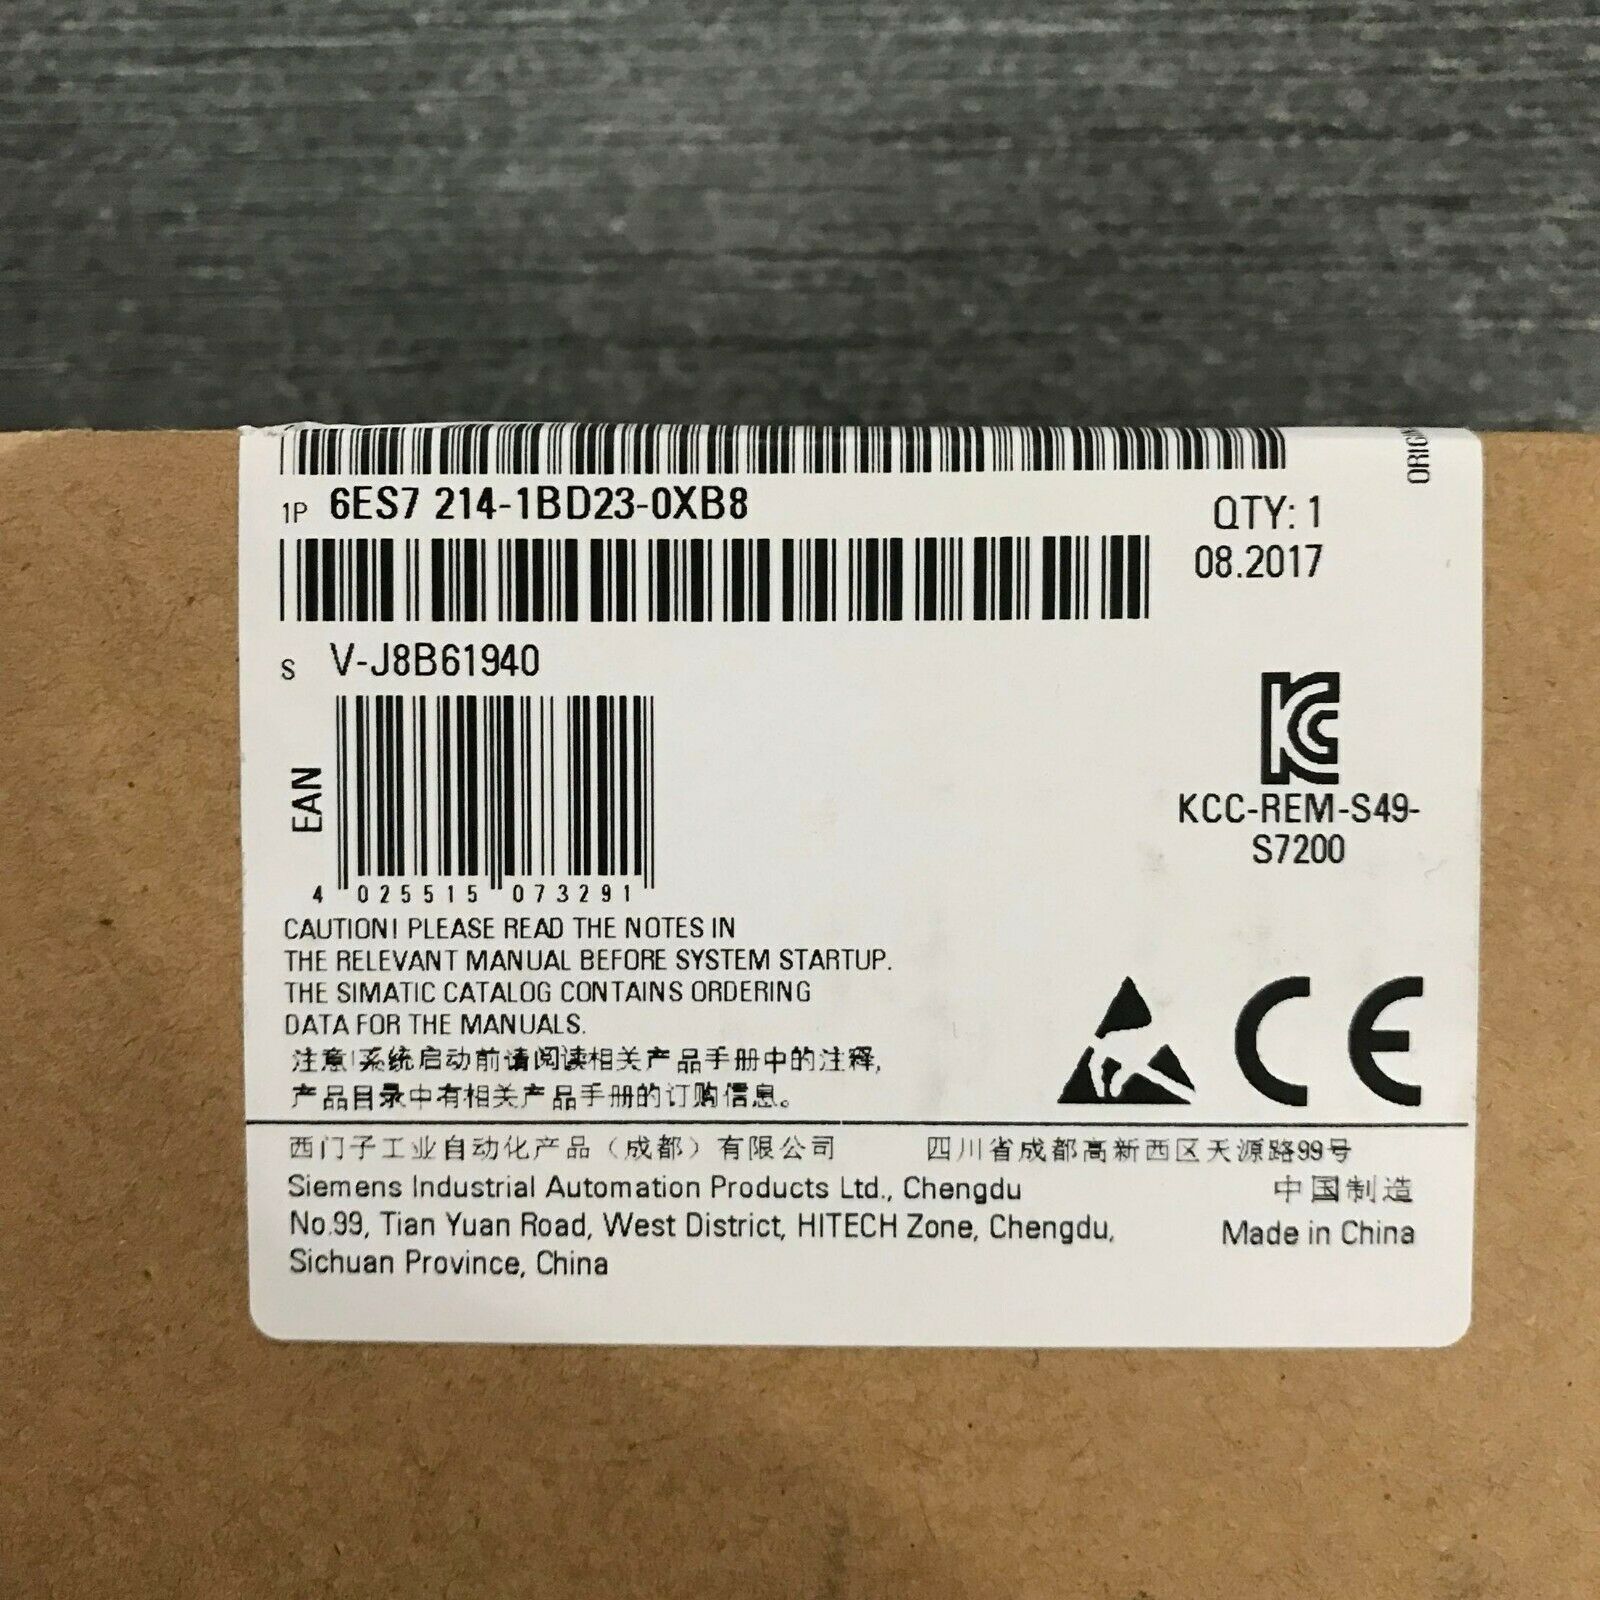 1P 6ES7 214-1BD23-0XB8
QTY: 1
08.2017
S V-J8B61940
EAN
4 025515 073291
KCC-REM-S49-
S7200
CAUTION! PLEASE READ THE NOTES IN
THE RELEVANT MANUAL BEFORE SYSTEM STARTUP.
THE SIMATIC CATALOG CONTAINS ORDERING
DATA FOR THE MANUALS.
注意!系统启动前请阅读相关产品手册中的注释,
产品目录中有相关产品手册的订购信息。
CE
西门子工业自动化产品（成都）有限公司 四川省成都高新西区天源路99号
Siemens Industrial Automation Products Ltd., Chengdu
中国制造
No.99, Tian Yuan Road, West District, HITECH Zone, Chengdu,
Made in China
Sichuan Province, China